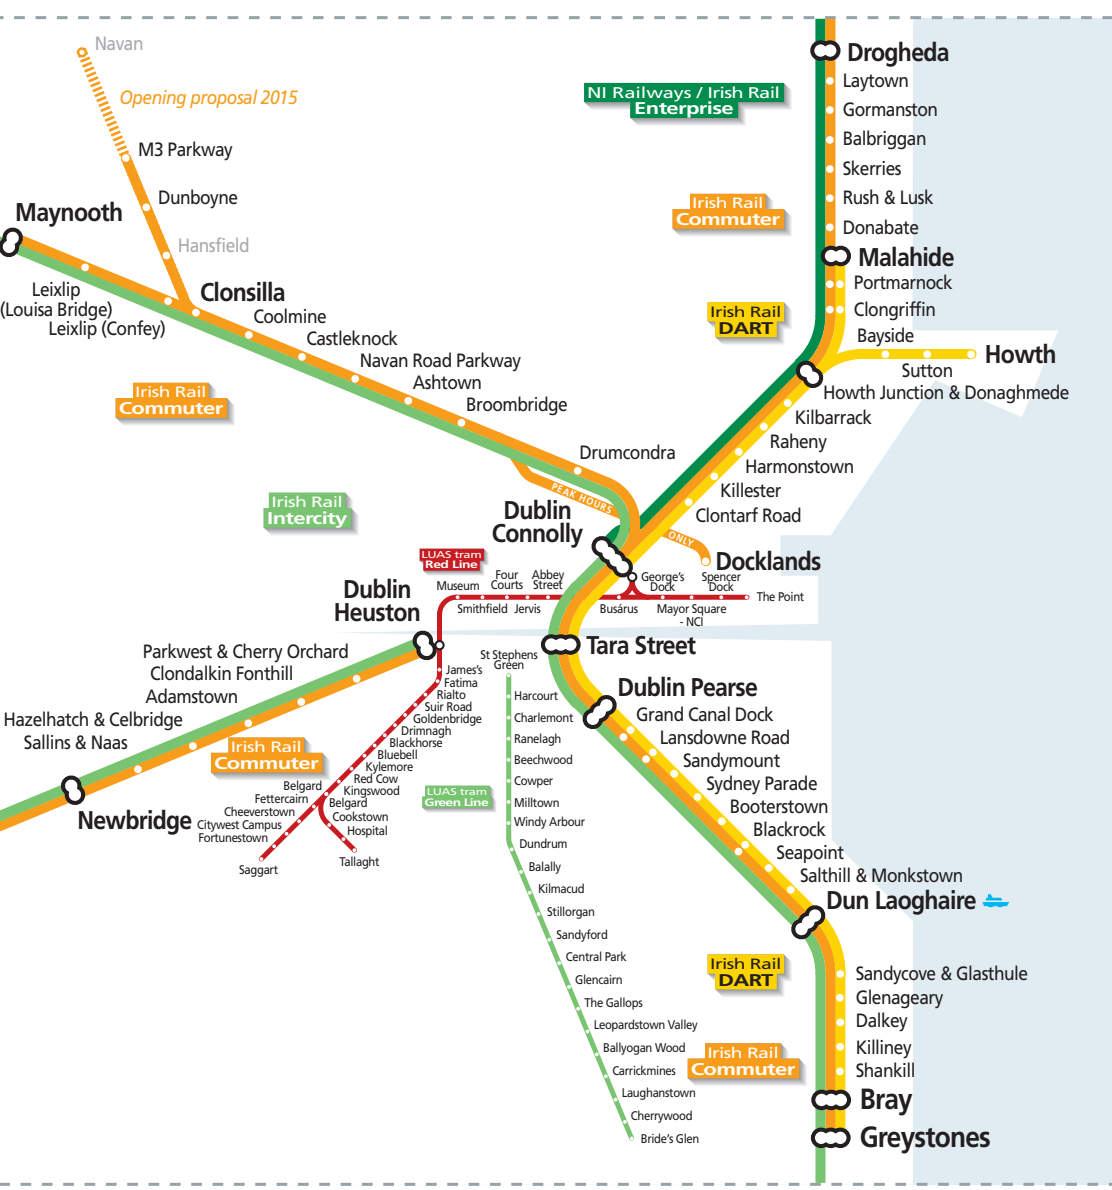 Navan
Opening proposal 2015
M3 Parkway
Dunboyne
Hansfield
Maynooth
Leixlip
(Louisa Bridge)
Leixlip (Confey)
Clonsilla
Coolmine
Castleknock
Navan Road Parkway
Ashtown
Broombridge
Drumcondra
Irish Rail
Commuter
Irish Rail
Intercity
PEAK HOURS
ONLY
Docklands
NI Railways / Irish Rail
Enterprise
Irish Rail
Commuter
Irish Rail
DART
Drogheda
Laytown
Gormanston
Balbriggan
Skerries
Rush & Lusk
Donabate
Malahide
Portmarnock
Clongriffin
Bayside
Sutton
Howth
Howth Junction & Donaghmede
Kilbarrack
Raheny
Harmonstown
Killester
Clontarf Road
Dublin
Connolly
LUAS tram
Red Line
Museum
Smithfield
Four
Courts
Jervis
Abbey
Street
Busárus
George's
Dock
Mayor Square
- NCI
Spencer
Dock
The Point
Dublin
Heuston
Parkwest & Cherry Orchard
Clondalkin Fonthill
Adamstown
Hazelhatch & Celbridge
Sallins & Naas
Newbridge
Irish Rail
Commuter
James's
Fatima
Rialto
Suir Road
Goldenbridge
Drimnagh
Blackhorse
Bluebell
Kylemore
Red Cow
Kingswood
Belgard
Belgard
Fettercairn
Cheeverstown
Citywest Campus
Fortunestown
Saggart
Cookstown
Hospital
Tallaght
LUAS tram
Green Line
St Stephens
Green
Harcourt
Charlemont
Ranelagh
Beechwood
Cowper
Milltown
Windy Arbour
Dundrum
Balally
Kilmacud
Stillorgan
Sandyford
Central Park
Glencairn
The Gallops
Leopardstown Valley
Ballyogan Wood
Carrickmines
Laughanstown
Cherrywood
Bride's Glen
Tara Street
Dublin Pearse
Grand Canal Dock
Lansdowne Road
Sandymount
Sydney Parade
Booterstown
Blackrock
Seapoint
Salthill & Monkstown
Dun Laoghaire
Irish Rail
DART
Irish Rail
Commuter
Sandycove & Glasthule
Glenageary
Dalkey
Killiney
Shankill
Bray
Greystones